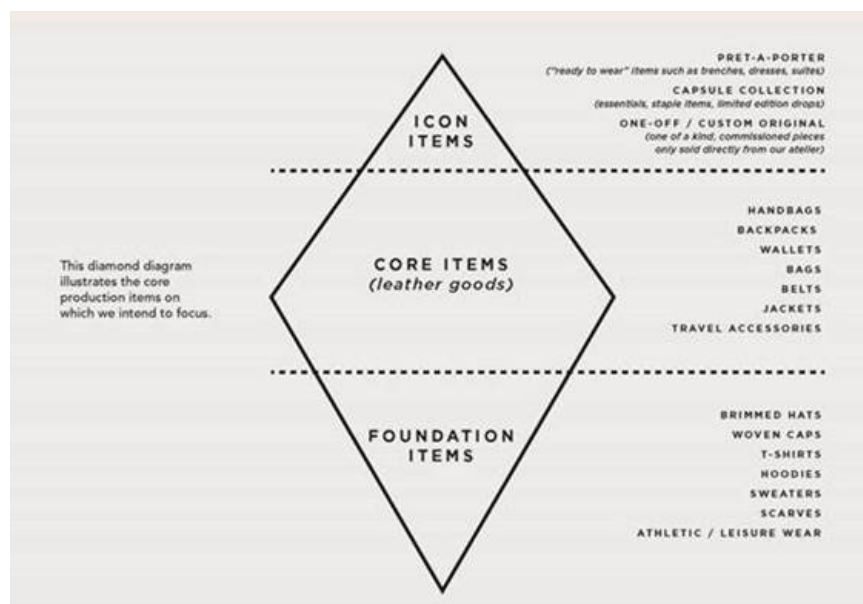 PRET-A-PORTER
("ready to wear" items such as trenches, dresses, suites)
CAPSULE COLLECTION
(essentials, staple items, limited edition drops)
ONE-OFF / CUSTOM ORIGINAL
(one of a kind, commissioned pieces
only sold directly from our atelier)
ICON
ITEMS
This diamond diagram
illustrates the core
production items on
which we intend to focus.
CORE ITEMS
(leather goods)
HANDBAGS
BACKPACKS
WALLETS
BAGS
BELTS
JACKETS
TRAVEL ACCESSORIES
FOUNDATION
ITEMS
BRIMMED HATS
WOVEN CAPS
T-SHIRTS
HOODIES
SWEATERS
SCARVES
ATHLETIC / LEISURE WEAR